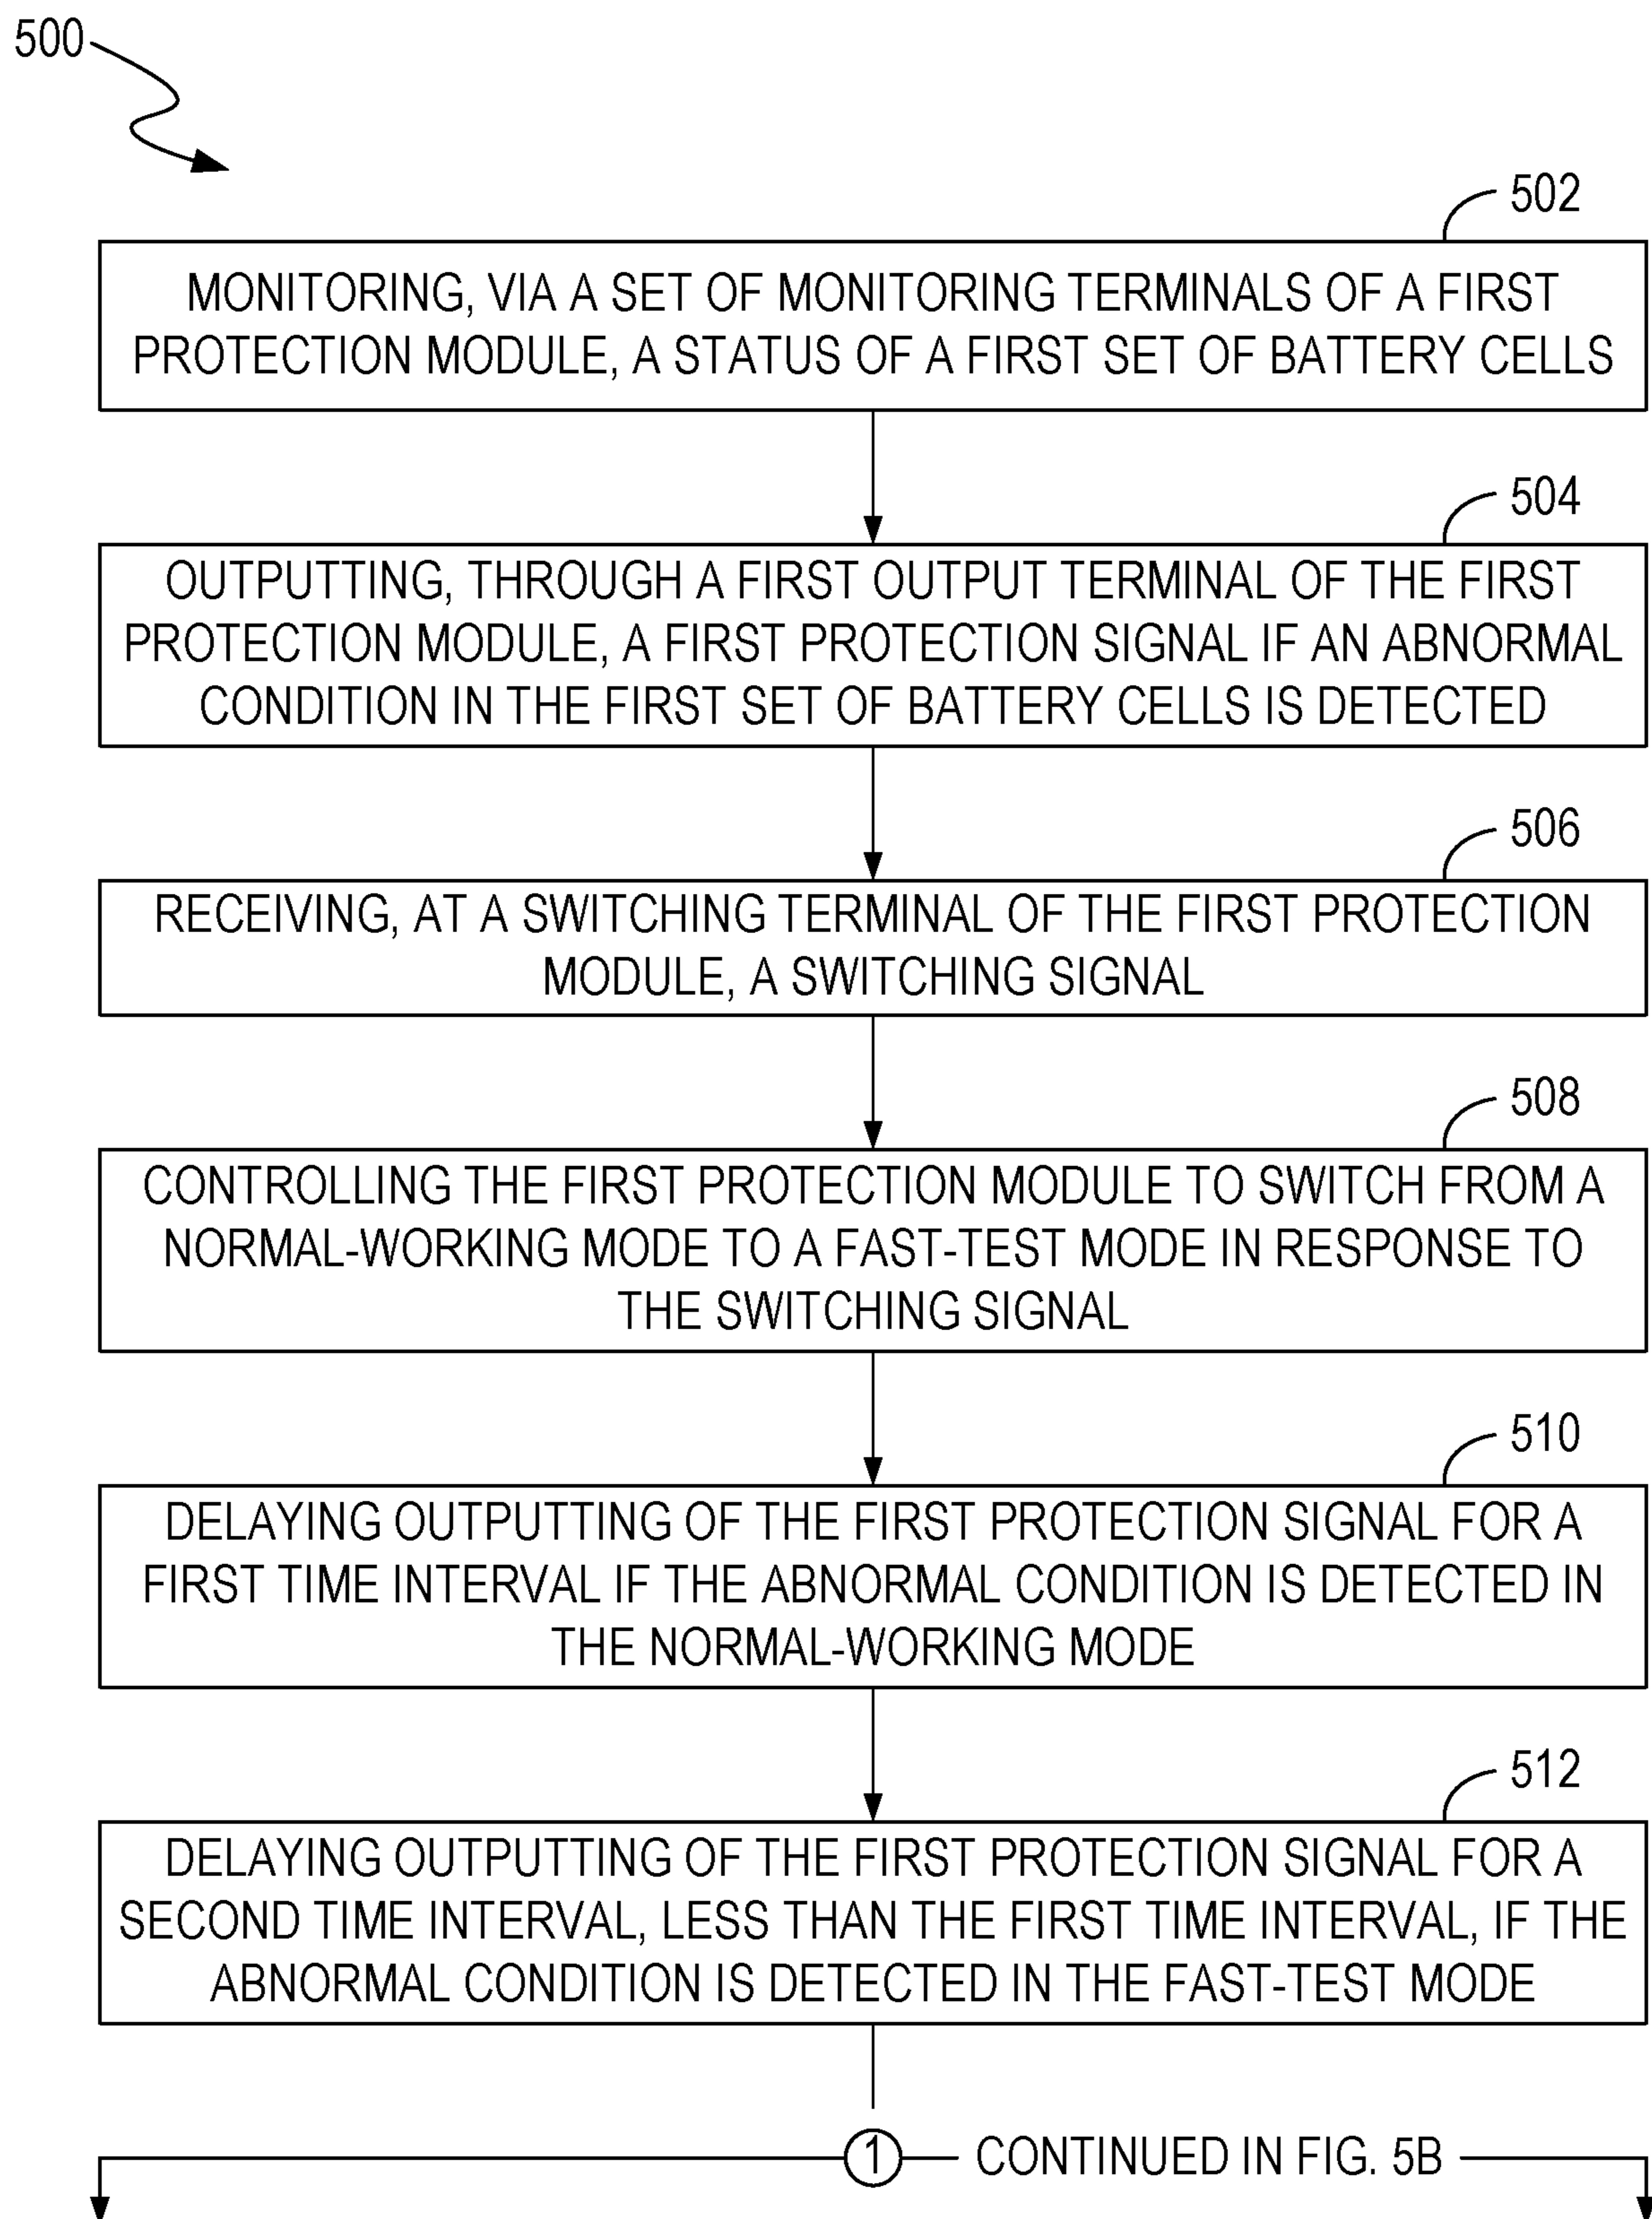 500
502
MONITORING, VIA A SET OF MONITORING TERMINALS OF A FIRST
PROTECTION MODULE, A STATUS OF A FIRST SET OF BATTERY CELLS
504
OUTPUTTING, THROUGH A FIRST OUTPUT TERMINAL OF THE FIRST
PROTECTION MODULE, A FIRST PROTECTION SIGNAL IF AN ABNORMAL
CONDITION IN THE FIRST SET OF BATTERY CELLS IS DETECTED
506
RECEIVING, AT A SWITCHING TERMINAL OF THE FIRST PROTECTION
MODULE, A SWITCHING SIGNAL
508
CONTROLLING THE FIRST PROTECTION MODULE TO SWITCH FROM A
NORMAL-WORKING MODE TO A FAST-TEST MODE IN RESPONSE TO
THE SWITCHING SIGNAL
510
DELAYING OUTPUTTING OF THE FIRST PROTECTION SIGNAL FOR A
FIRST TIME INTERVAL IF THE ABNORMAL CONDITION IS DETECTED IN
THE NORMAL-WORKING MODE
512
DELAYING OUTPUTTING OF THE FIRST PROTECTION SIGNAL FOR A
SECOND TIME INTERVAL, LESS THAN THE FIRST TIME INTERVAL, IF THE
ABNORMAL CONDITION IS DETECTED IN THE FAST-TEST MODE
1 CONTINUED IN FIG. 5B